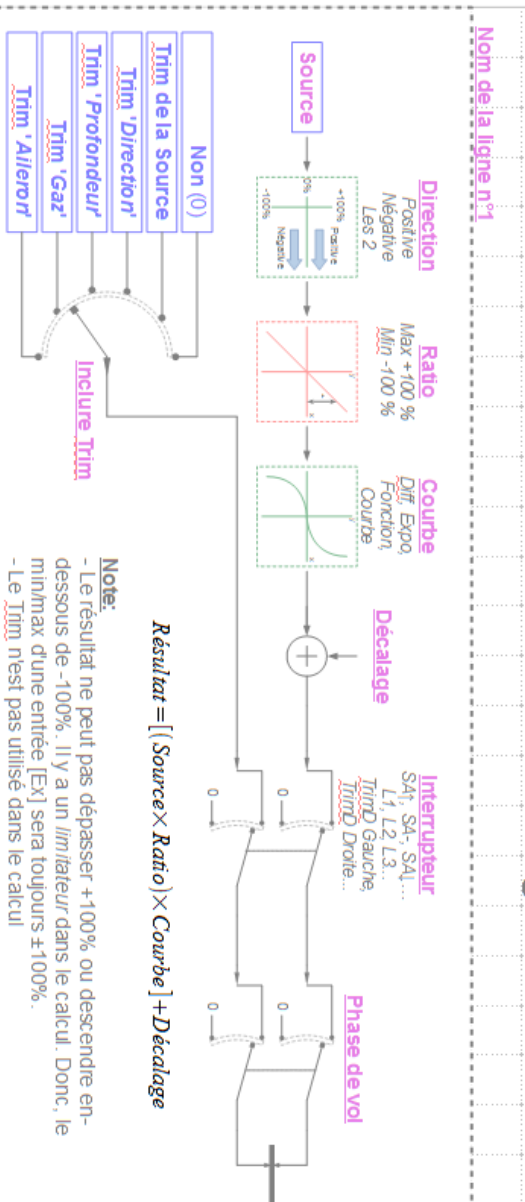 Nom de la ligne n°1
Source
Direction
Positive
Négative
Les 2
+100%
0%
-100%
Positive
Négative
Ratio
Max +100 %
Min -100 %
Y
X
Courbe
Diff, Expo,
Fonction,
Courbe
Y
X
Décalage
Interrupteur
SA↑, SA-, SA↓...
L1, L2, L3...
TrimD Gauche,
TrimD Droite...
0
0
Phase de vol
0
0
Non (0)
Trim de la Source
Trim 'Direction'
Trim 'Profondeur'
Trim 'Gaz'
Trim 'Aileron'
Inclure Trim
Résultat=[(Source×Ratio)×Courbe]+Décalage
Note:
- Le résultat ne peut pas dépasser +100% ou descendre en-
dessous de -100%. Il y a un limitateur dans le calcul. Donc, le
min/max d'une entrée [Ex] sera toujours ±100%.
- Le Trim n'est pas utilisé dans le calcul